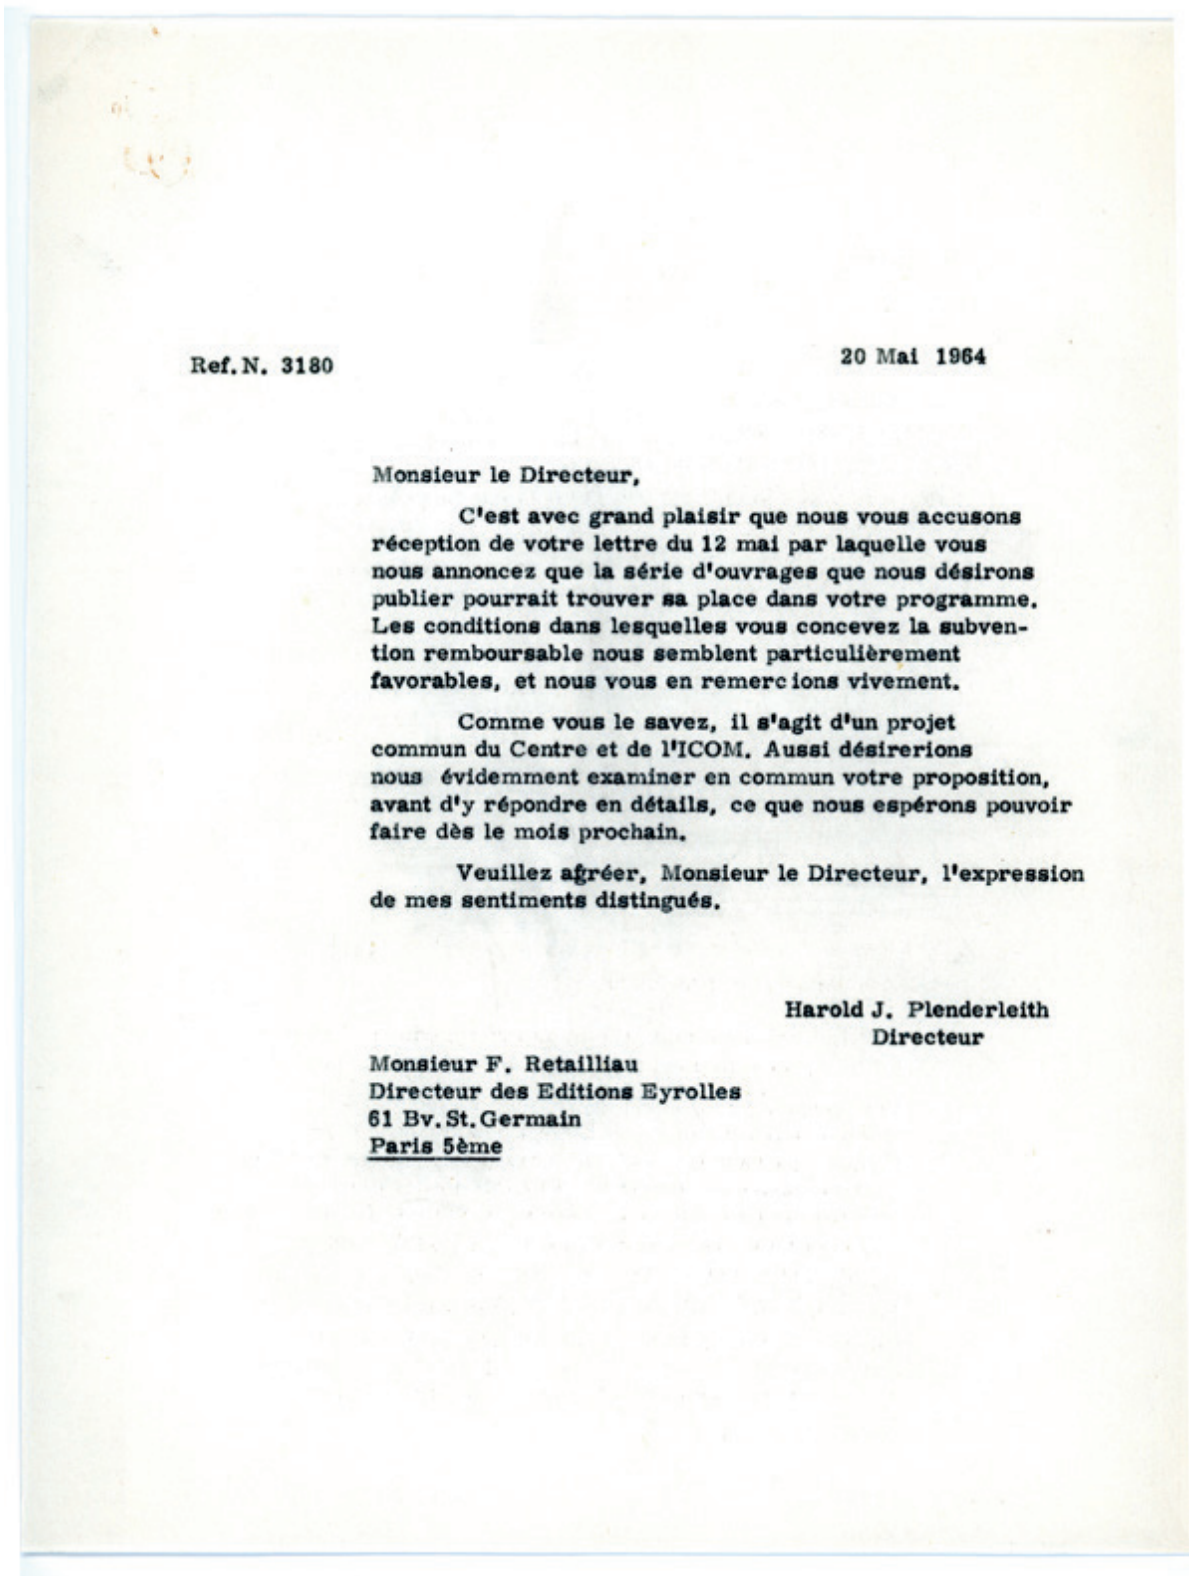 Ref. N. 3180
20 Mai 1964
Monsieur le Directeur,
C'est avec grand plaisir que nous vous accusons
réception de votre lettre du 12 mai par laquelle vous
nous annoncez que la série d'ouvrages que nous désirons
publier pourrait trouver sa place dans votre programme.
Les conditions dans lesquelles vous concevez la subven-
tion remboursable nous semblent particulièrement
favorables, et nous vous en remercions vivement.
Comme vous le savez, il s'agit d'un projet
commun du Centre et de l'ICOM. Aussi désirerions
nous évidemment examiner en commun votre proposition,
avant d'y répondre en détails, ce que nous espérons pouvoir
faire dès le mois prochain.
Veuillez agréer, Monsieur le Directeur, l'expression
de mes sentiments distingués.
Harold J. Plenderleith
Directeur
Monsieur F. Retailliau
Directeur des Editions Eyrolles
61 Bv. St. Germain
Paris 5ème